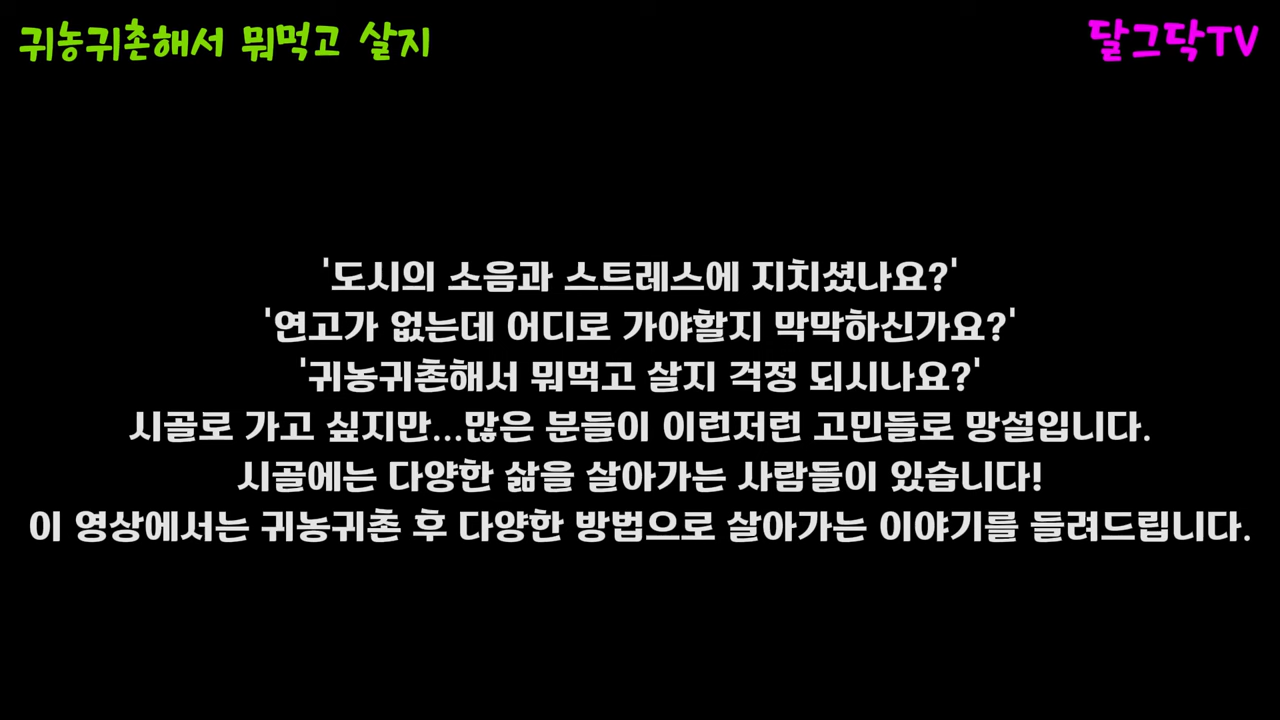 귀농귀촌해서 뭐먹고 살지
달그닥TV
'도시의 소음과 스트레스에 지치셨나요?'
'연고가 없는데 어디로 가야할지 막막하신가요?'
'귀농귀촌해서 뭐먹고 살지 걱정 되시나요?'
시골로 가고 싶지만...많은 분들이 이런저런 고민들로 망설입니다.
시골에는 다양한 삶을 살아가는 사람들이 있습니다!
이 영상에서는 귀농귀촌 후 다양한 방법으로 살아가는 이야기를 들려드립니다.